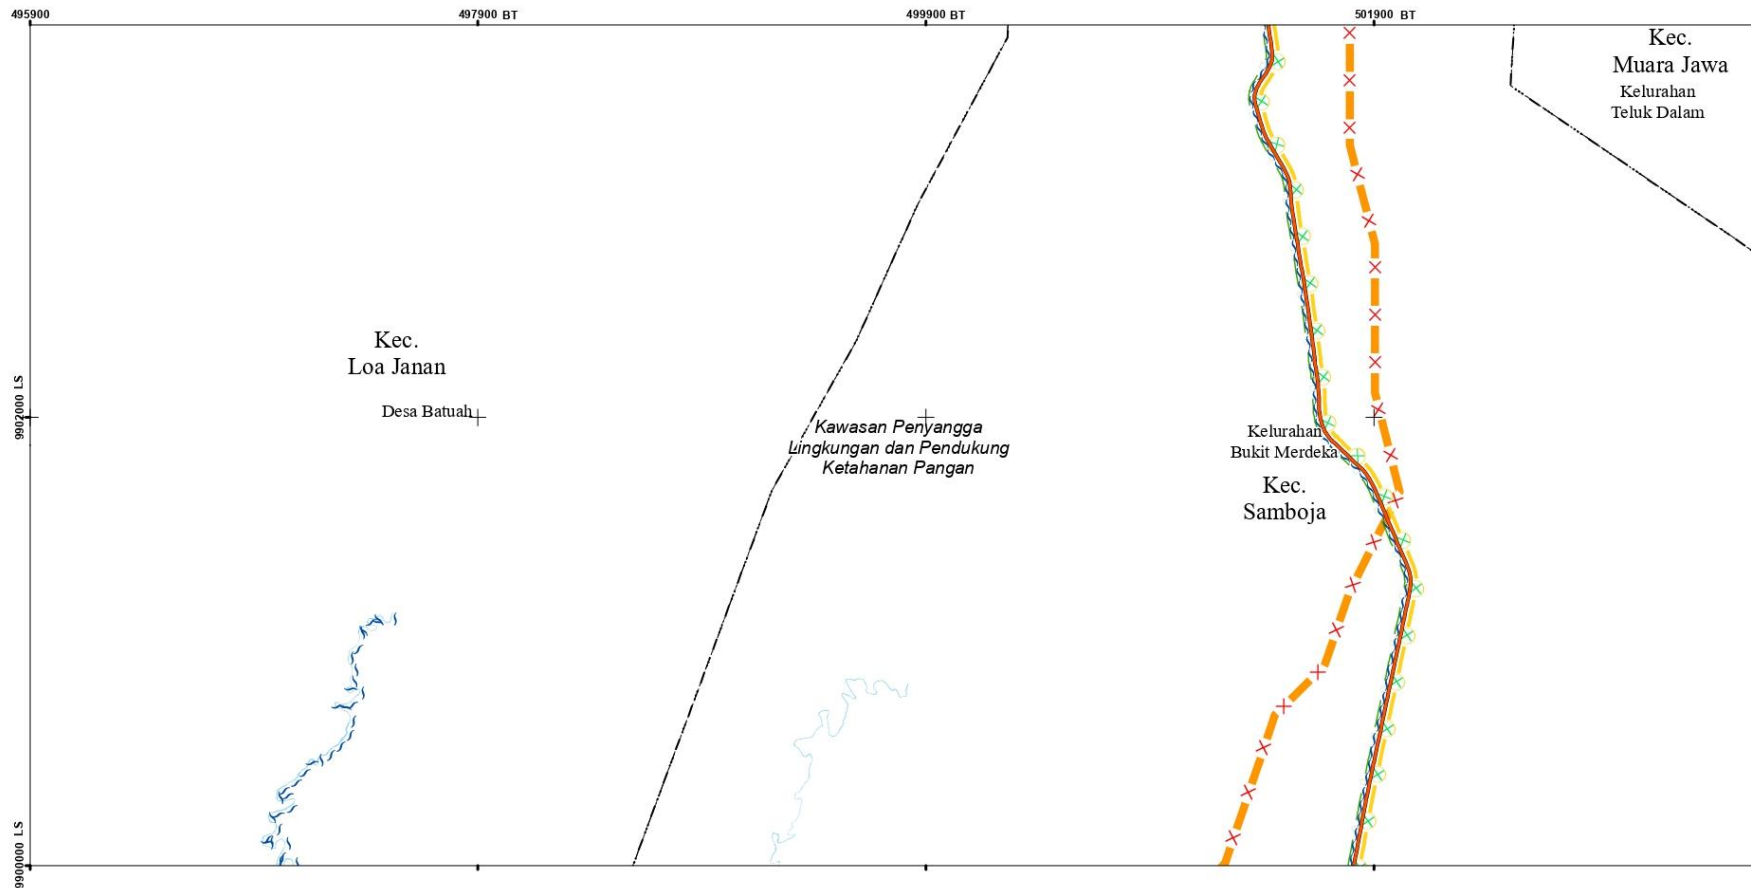 495900
497900 BT
499900 BT
501900 BT
Kec.
Muara Jawa
Kelurahan
Teluk Dalam
Kec.
Loa Janan
Desa Batuah
9902000 LS
Kawasan Penyangga
Lingkungan dan Pendukung
Ketahanan Pangan
Kelurahan
Bukit Merdeka
Kec.
Samboja
9900000 LS